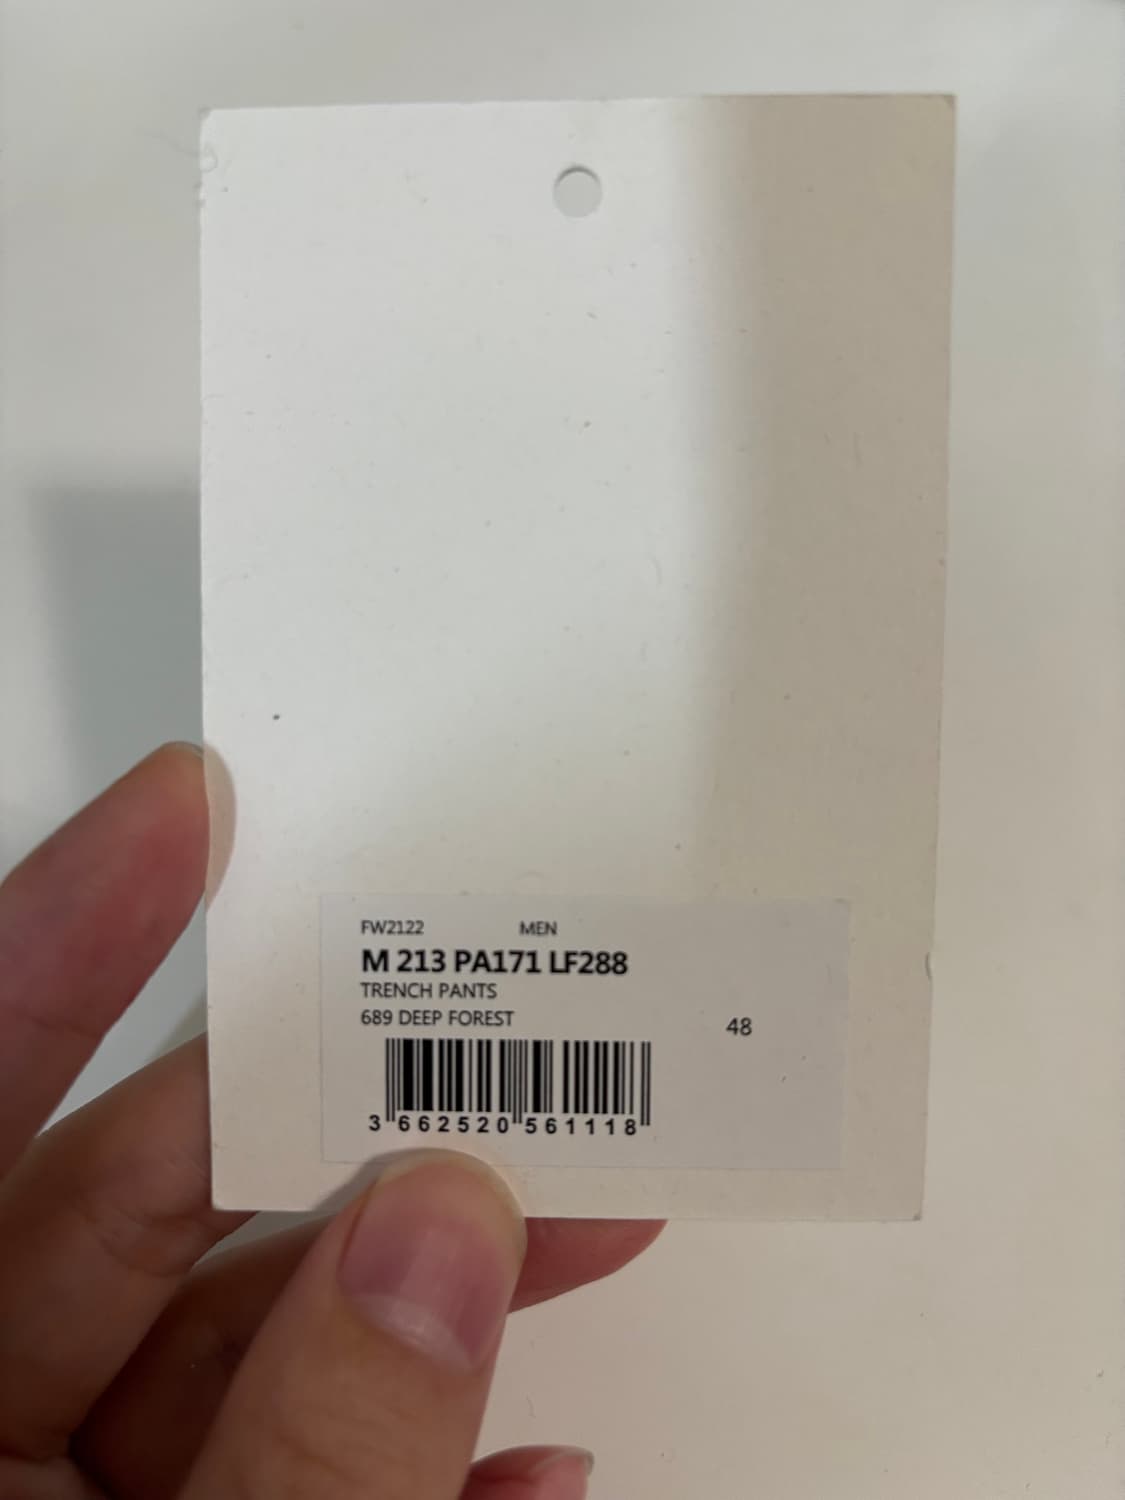 FW2122 MEN
M 213 PA171 LF288
TRENCH PANTS
689 DEEP FOREST
48
3 662520 561118